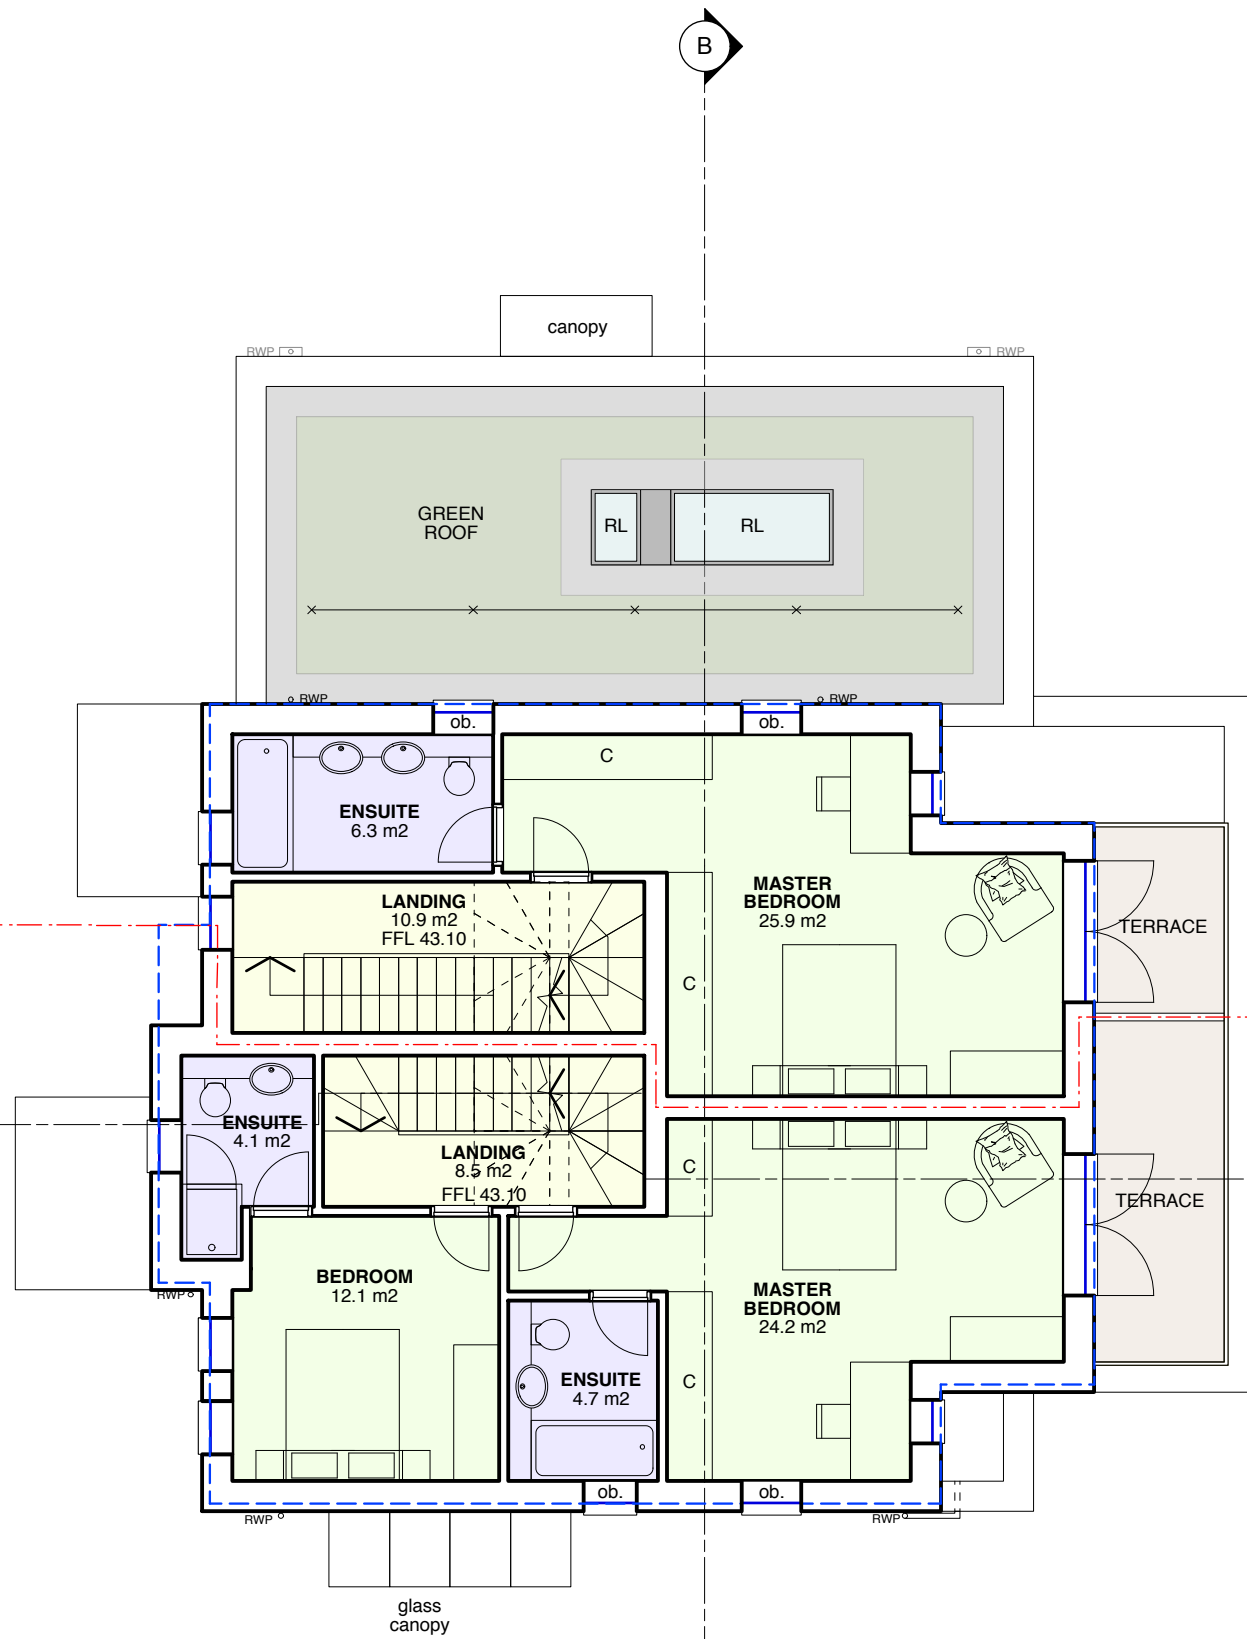 B
canopy
RWP
RWP
GREEN
ROOF
RL
RL
RWP
RWP
ob.
ob.
C
ENSUITE
6.3 m2
MASTER
BEDROOM
25.9 m2
LANDING
10.9 m2
FFL 43.10
TERRACE
C
ENSUITE
4.1 m2
LANDING
8.5 m2
FFL 43.10
C
TERRACE
BEDROOM
12.1 m2
RWP
MASTER
BEDROOM
24.2 m2
ENSUITE
4.7 m2
C
ob.
ob.
RWP
RWP
glass
canopy